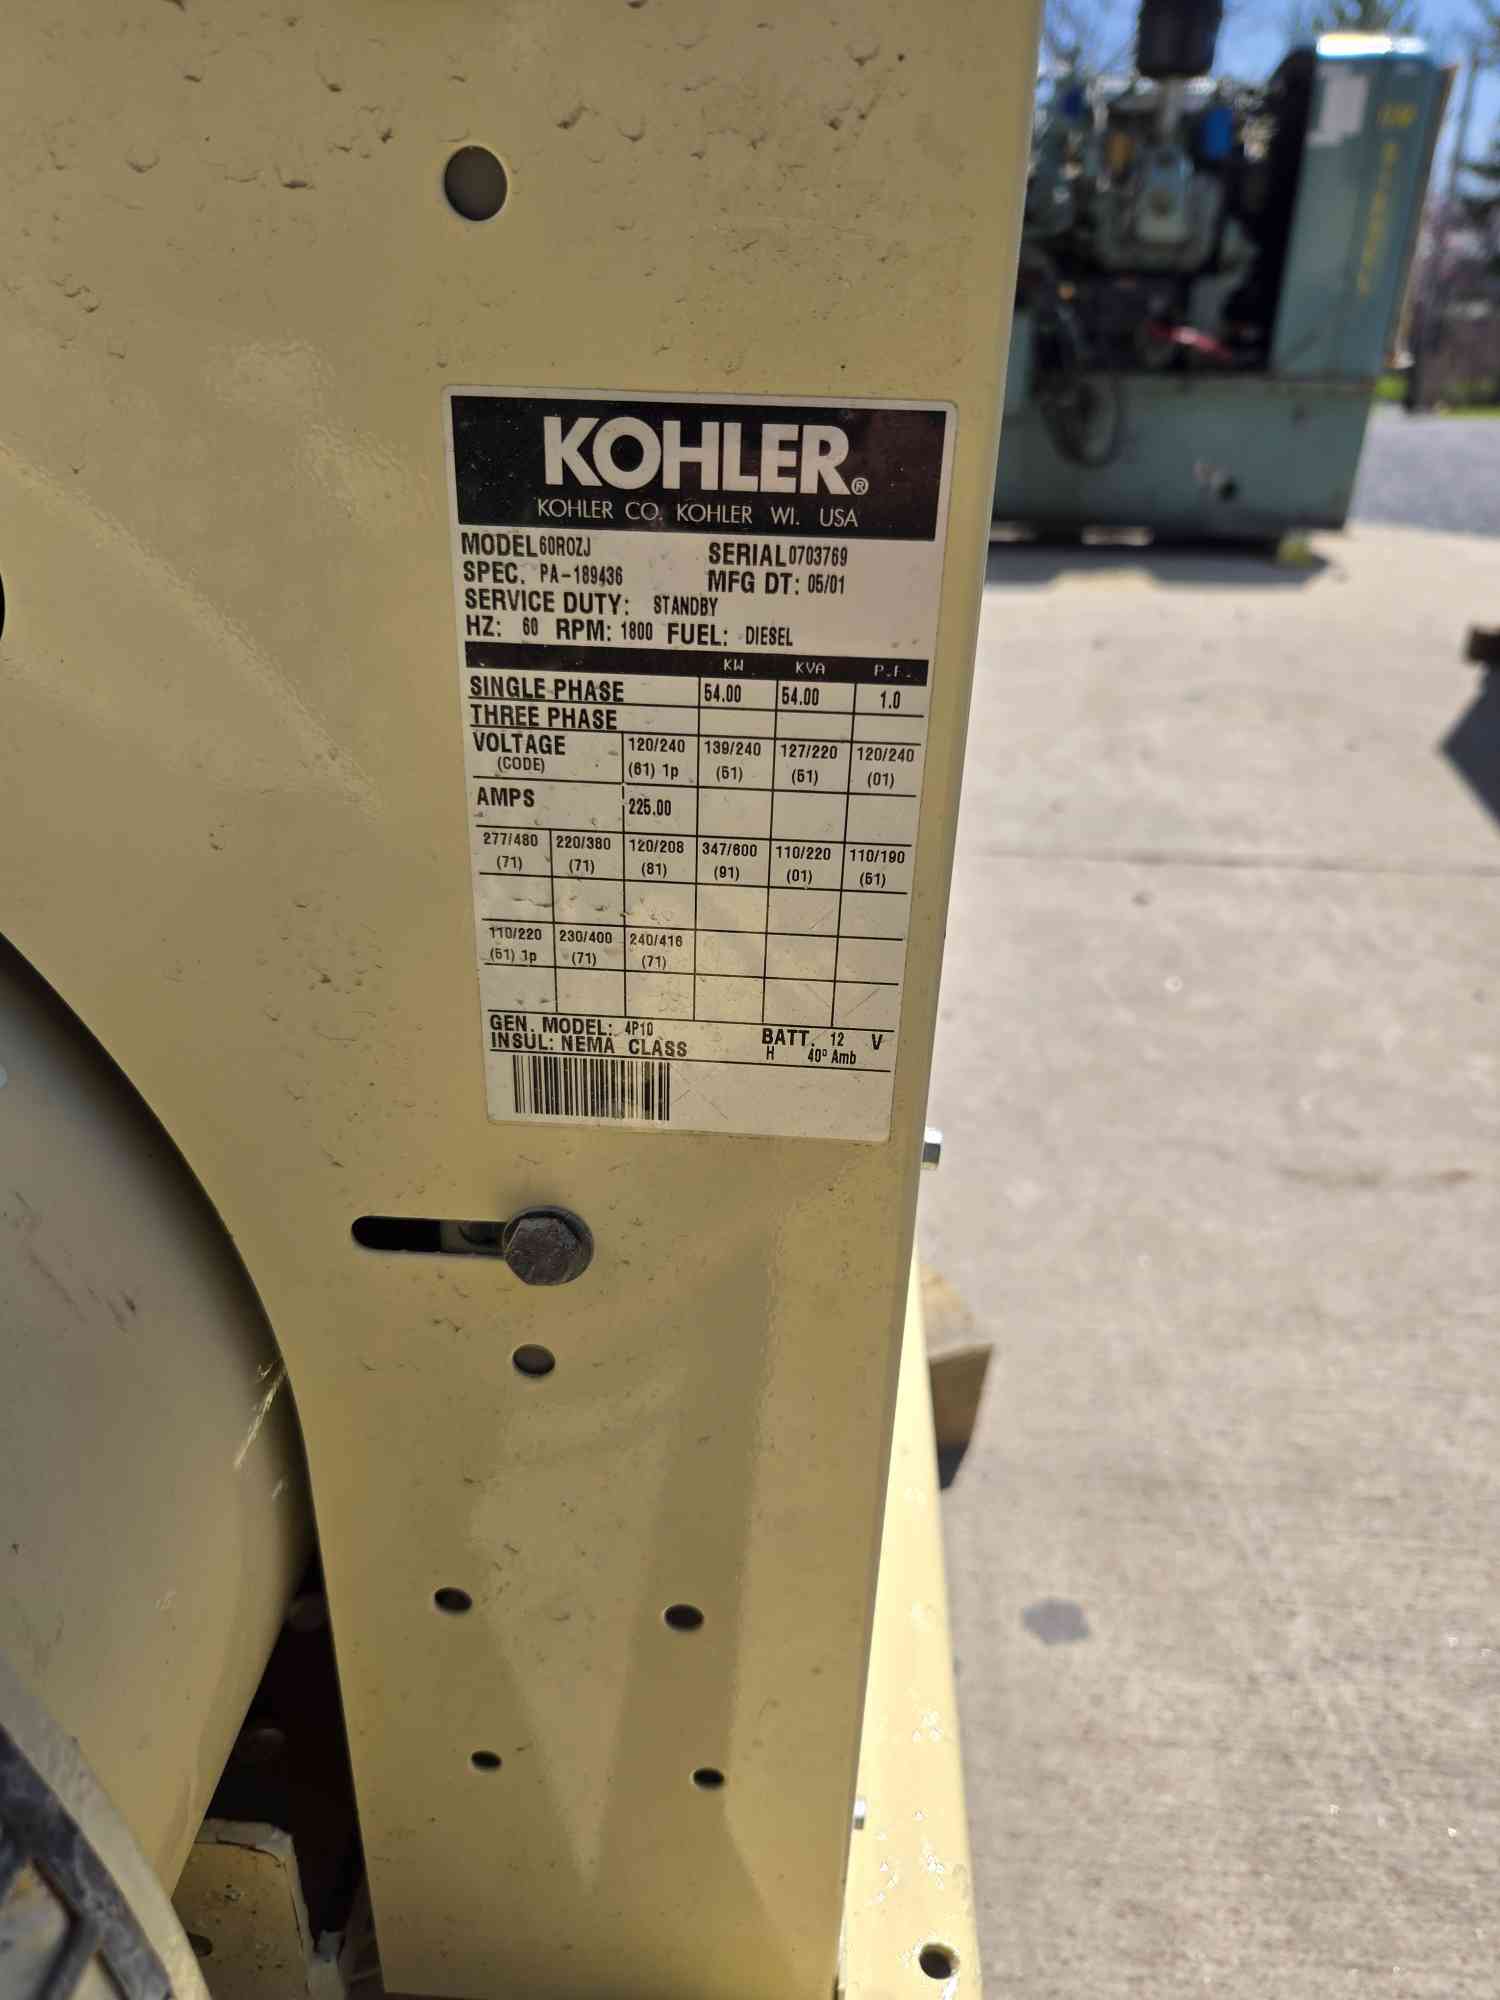 KOHLER®
KOHLER CO. KOHLER WI. USA
MODEL 60ROZJ SERIAL 0703769
SPEC. PA-189436 MFG DT: 05/01
SERVICE DUTY: STANDBY
HZ: 60 RPM: 1800 FUEL: DIESEL
KW KVA P.F.
SINGLE PHASE 54.00 54.00 1.0
THREE PHASE
VOLTAGE 120/240 139/240 127/220 120/240
(CODE) (61) 1p (51) (51) (01)
AMPS 225.00
277/480 220/380 120/208 347/600 110/220 110/190
(71) (71) (81) (91) (01) (51)
110/220 230/400 240/416
(61) 1p (71) (71)
GEN. MODEL: 4P10 BATT. 12 V
INSUL: NEMA CLASS H 40° Amb